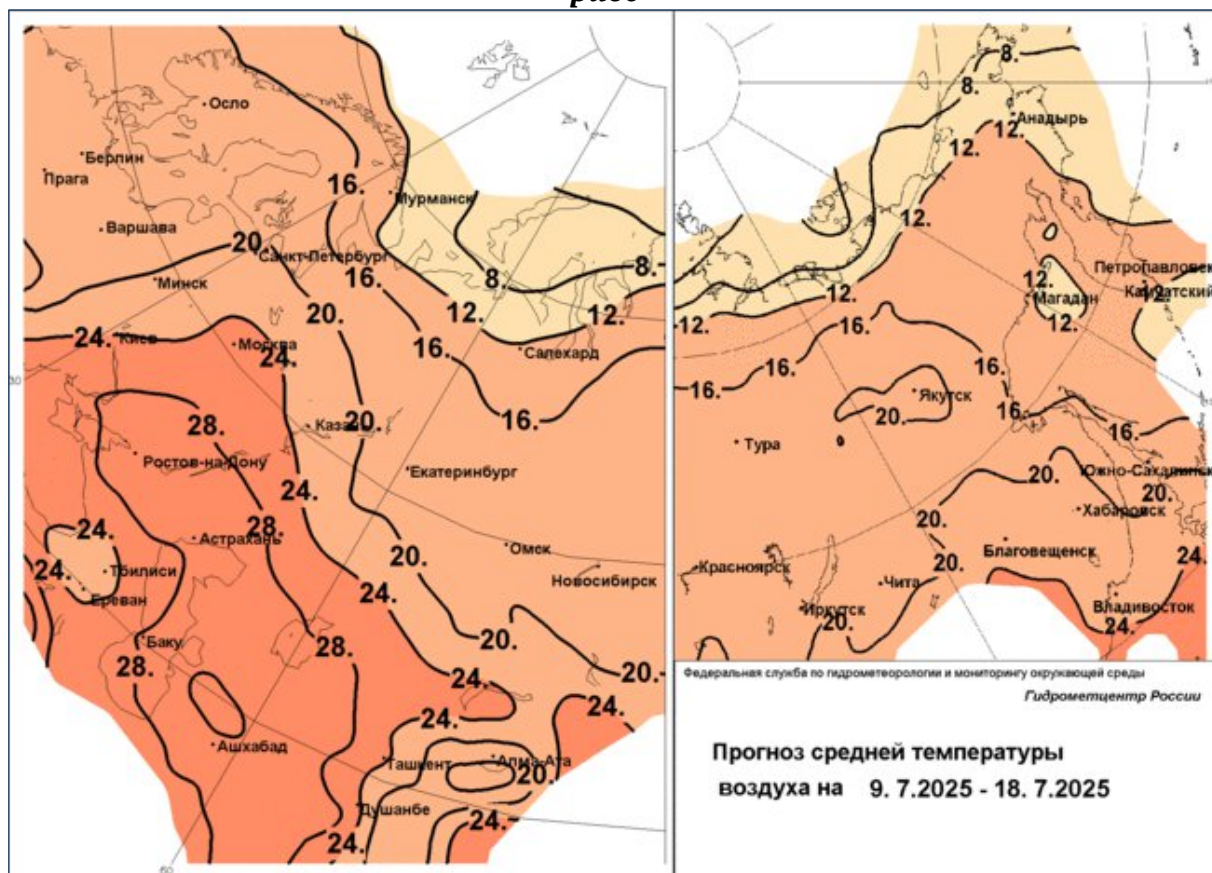 Осло
Берлин
Прага
16.
Мурманск
Варшава
20.
Санкт-Петербург
8.
8.
16.
Минск
20.
12.
12.
24.
Киев
Москва
24.
16.
Салехард
28.
20.
Казань
16.
Ростов-на-Дону
Екатеринбург
24.
24.
28.
Астрахань
20.
Омск
24.
Тбилиси
24.
Новосибирск
Ереван
Баку
28.
28.
20.
20.
24.
24.
24.
Ашхабад
Ташкент
Алма-Ата
20.
Душанбе
24.
24.
8.
8.
Анадырь
12.
12.
12.
Петропавловск
Камчатский
12.
12.
Магадан
12.
12.
12.
16.
16.
16.
16.
Якутск
20.
16.
16.
Тура
Южно-Сахалинск
20.
20.
Хабаровск
20.
Благовещенск
24.
20.
Красноярск
Чита
Иркутск
20.
Владивосток
24.
Федеральная служба по гидрометеорологии и мониторингу окружающей среды
Гидрометцентр России
Прогноз средней температуры
воздуха на 9. 7.2025 - 18. 7.2025